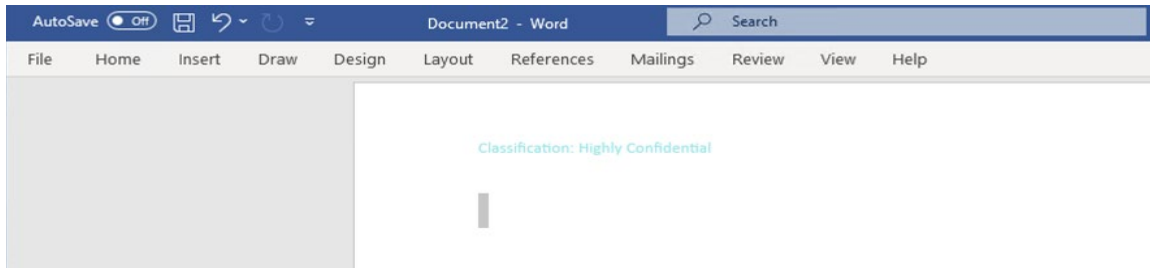 AutoSave Off Document2 - Word Search
File Home Insert Draw Design Layout References Mailings Review View Help
Classification: Highly Confidential